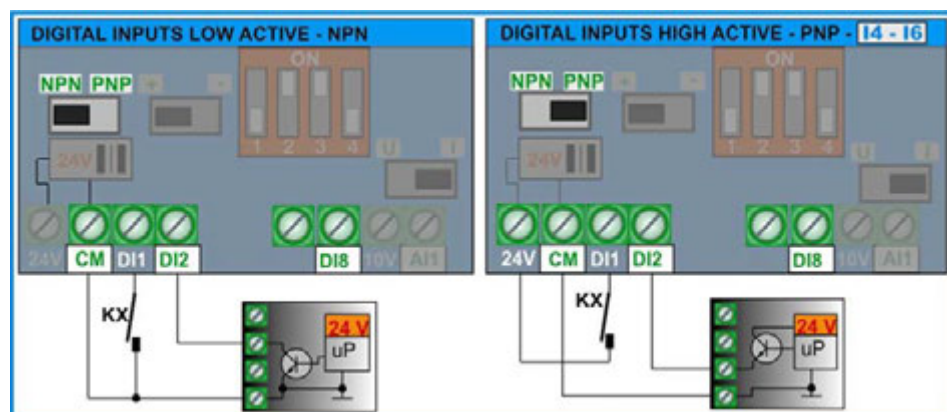 DIGITAL INPUTS LOW ACTIVE - NPN
ON
NPN PNP + -
24V
1 2 3 4
U I
24V CM DI1 DI2 DI8 10V AI1
KX
24 V
uP
DIGITAL INPUTS HIGH ACTIVE - PNP - I4 - I6
ON
NPN PNP + -
24V
1 2 3 4
U I
24V CM DI1 DI2 DI8 10V AI1
KX
24 V
uP